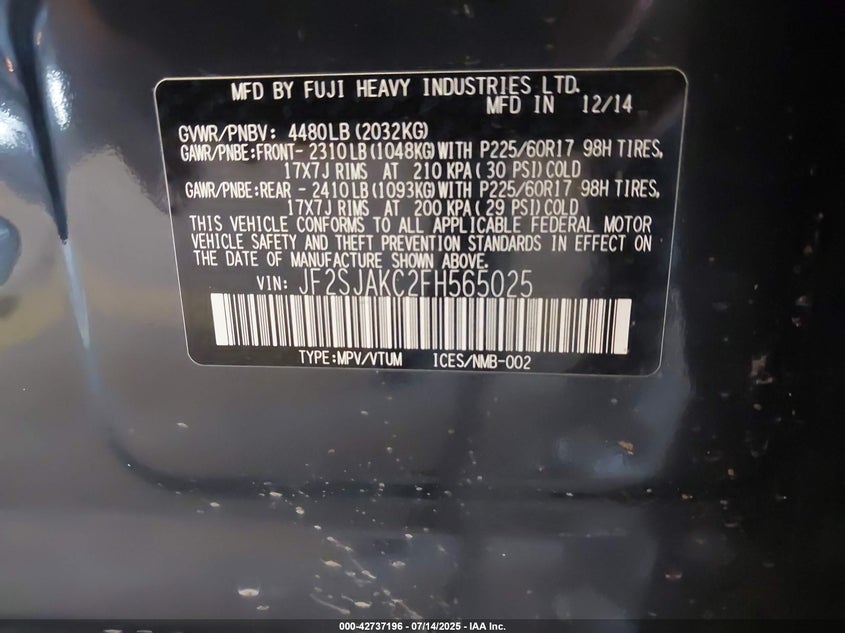 MFD BY FUJI HEAVY INDUSTRIES LTD.
MFD IN 12/14
GVWR/PNBV: 4480LB(2032KG)
GAWR/PNBE:FRONT- 2310LB(1048KG)WITH P225/60R17 98H TIRES,
17X7J RIMS AT 210 KPA( 30 PSI)COLD
GAWR/PNBE:REAR - 2410LB(1093KG)WITH P225/60R17 98H TIRES,
17X7J RIMS AT 200 KPA( 29 PSI)COLD
THIS VEHICLE CONFORMS TO ALL APPLICABLE FEDERAL MOTOR
VEHICLE SAFETY AND THEFT PREVENTION STANDARDS IN EFFECT ON
THE DATE OF MANUFACTURE SHOWN ABOVE.
VIN: JF2SJAKC2FH565025
TYPE:MPV/VTUM ICES/NMB-002
000-42737196 - 07/14/2025 - IAA Inc.